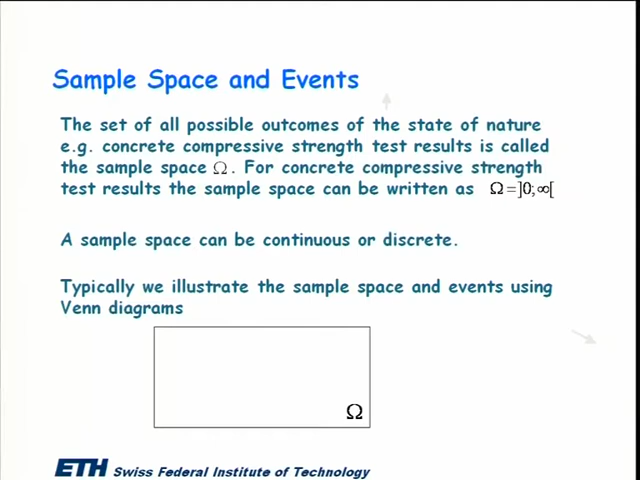 Sample Space and Events
The set of all possible outcomes of the state of nature
e.g. concrete compressive strength test results is called
the sample space Ω. For concrete compressive strength
test results the sample space can be written as Ω=]0;∞[
A sample space can be continuous or discrete.
Typically we illustrate the sample space and events using
Venn diagrams
Ω
ETH Swiss Federal Institute of Technology